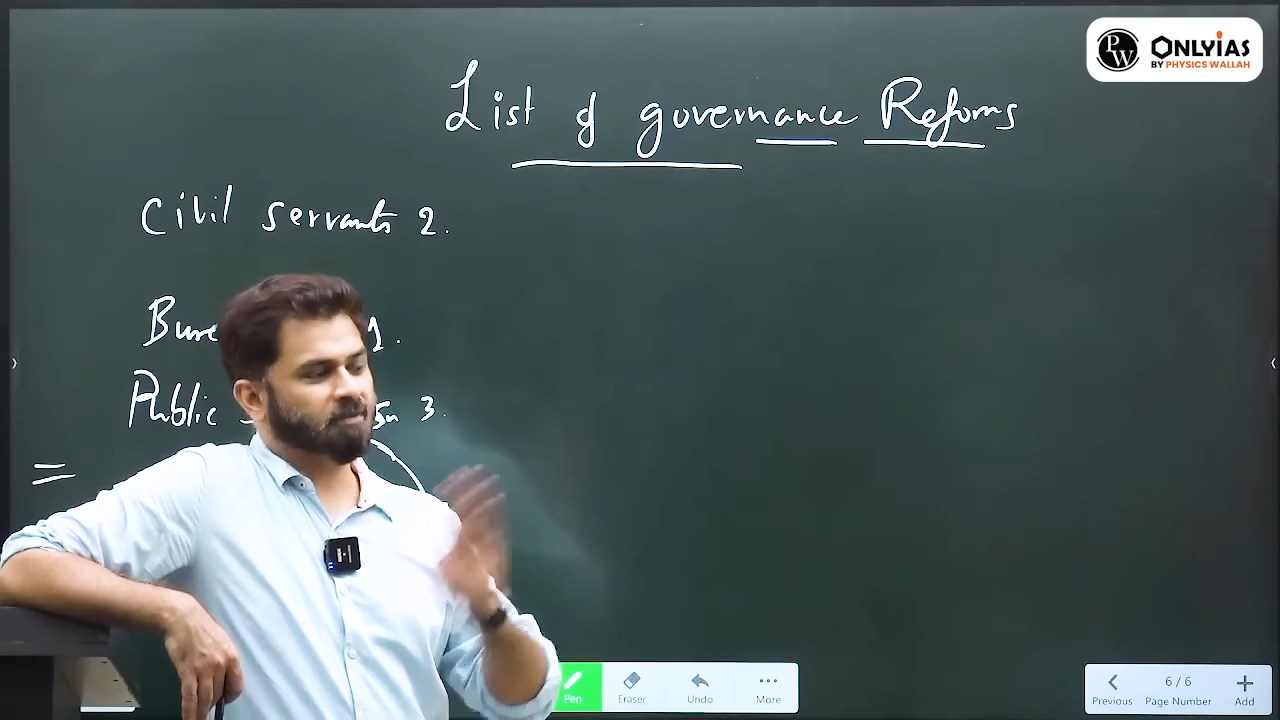 PW ONLYIAS
BY PHYSICS WALLAH
List of governance Reforms
Civil servants 2.
1.
Public 3.
Pen
Eraser
Undo
More
Previous
6 / 6
Page Number
Add